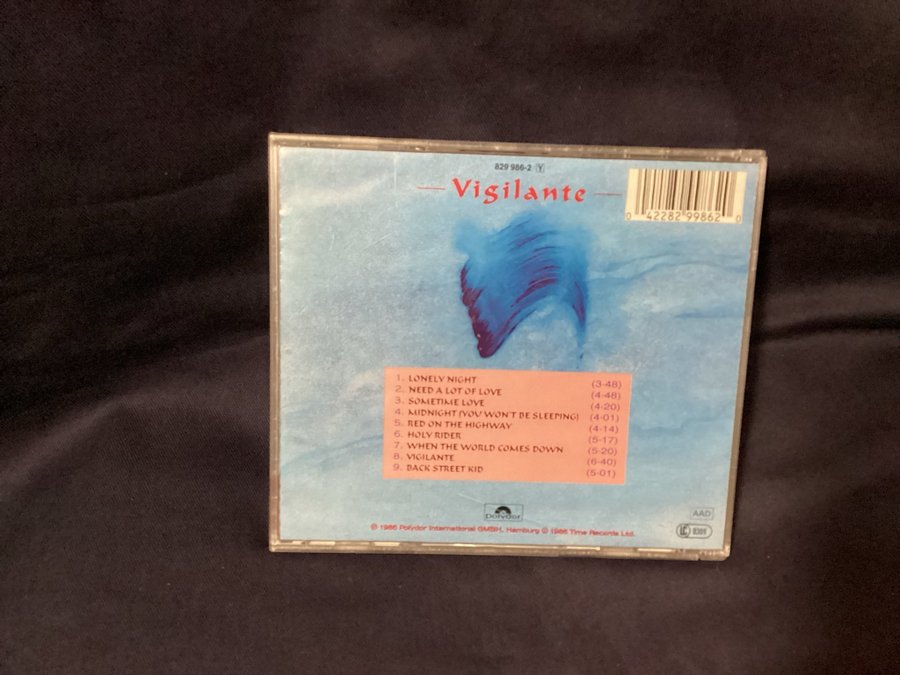 829 986-2 Y
Vigilante
0 42282 99862 0
1. LONELY NIGHT (3-48)
2. NEED A LOT OF LOVE (4-48)
3. SOMETIME LOVE (4-20)
4. MIDNIGHT (YOU WON'T BE SLEEPING) (4-01)
5. RED ON THE HIGHWAY (4-14)
6. HOLY RIDER (5-17)
7. WHEN THE WORLD COMES DOWN (5-20)
8. VIGILANTE (6-40)
9. BACK STREET KID (5-01)
polydor
℗ 1986 Polydor International GMBH, Hamburg © 1986 Time Records Ltd.
AAD
LC